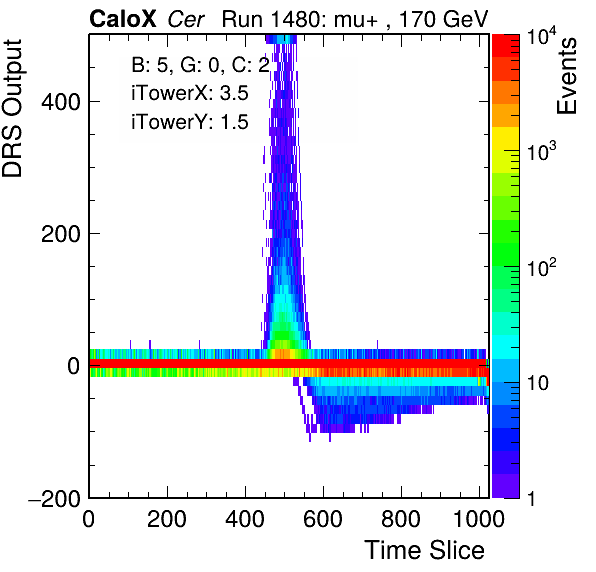 CaloX Cer Run 1480: mu+ , 170 GeV
B: 5, G: 0, C: 2
iTowerX: 3.5
iTowerY: 1.5
DRS Output
400
200
0
−200
0 200 400 600 800 1000
Time Slice
Events
10^4
10^3
10^2
10
1